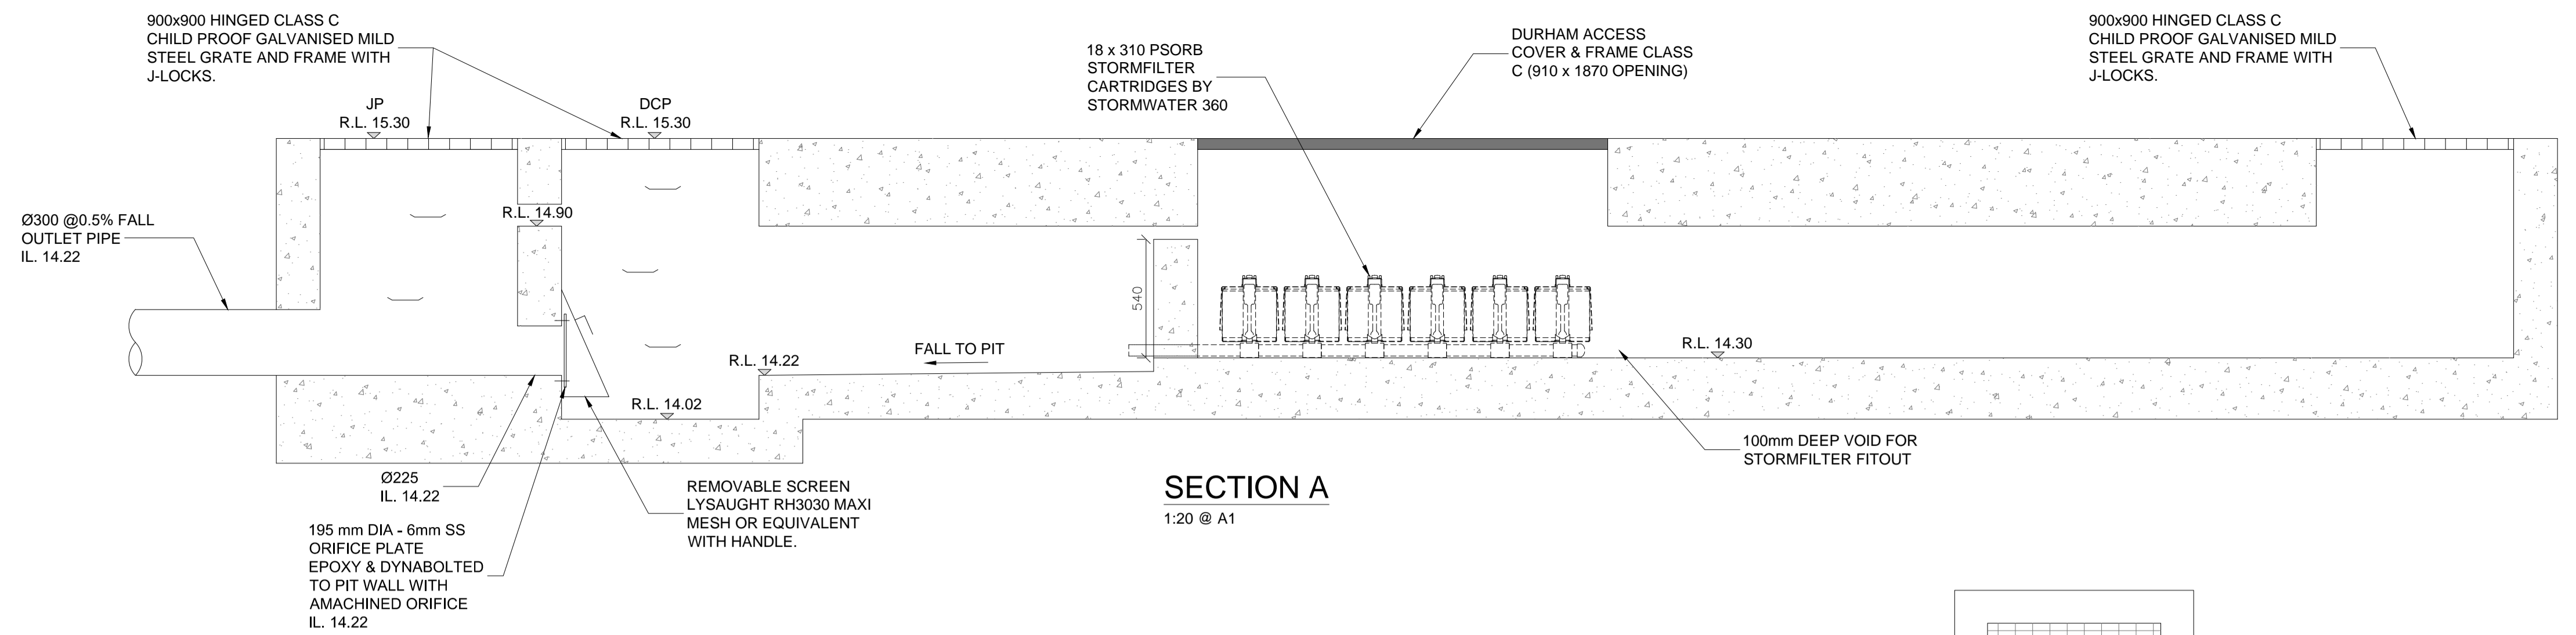 900x900 HINGED CLASS C
CHILD PROOF GALVANISED MILD
STEEL GRATE AND FRAME WITH
J-LOCKS.
JP
R.L. 15.30
DCP
R.L. 15.30
18 x 310 PSORB
STORMFILTER
CARTRIDGES BY
STORMWATER 360
DURHAM ACCESS
COVER & FRAME CLASS
C (910 x 1870 OPENING)
900x900 HINGED CLASS C
CHILD PROOF GALVANISED MILD
STEEL GRATE AND FRAME WITH
J-LOCKS.
Ø300 @0.5% FALL
OUTLET PIPE
IL. 14.22
R.L. 14.90
540
FALL TO PIT
R.L. 14.22
R.L. 14.30
R.L. 14.02
100mm DEEP VOID FOR
STORMFILTER FITOUT
Ø225
IL. 14.22
REMOVABLE SCREEN
LYSAUGHT RH3030 MAXI
MESH OR EQUIVALENT
WITH HANDLE.
195 mm DIA - 6mm SS
ORIFICE PLATE
EPOXY & DYNABOLTED
TO PIT WALL WITH
AMACHINED ORIFICE
IL. 14.22
SECTION A
1:20 @ A1